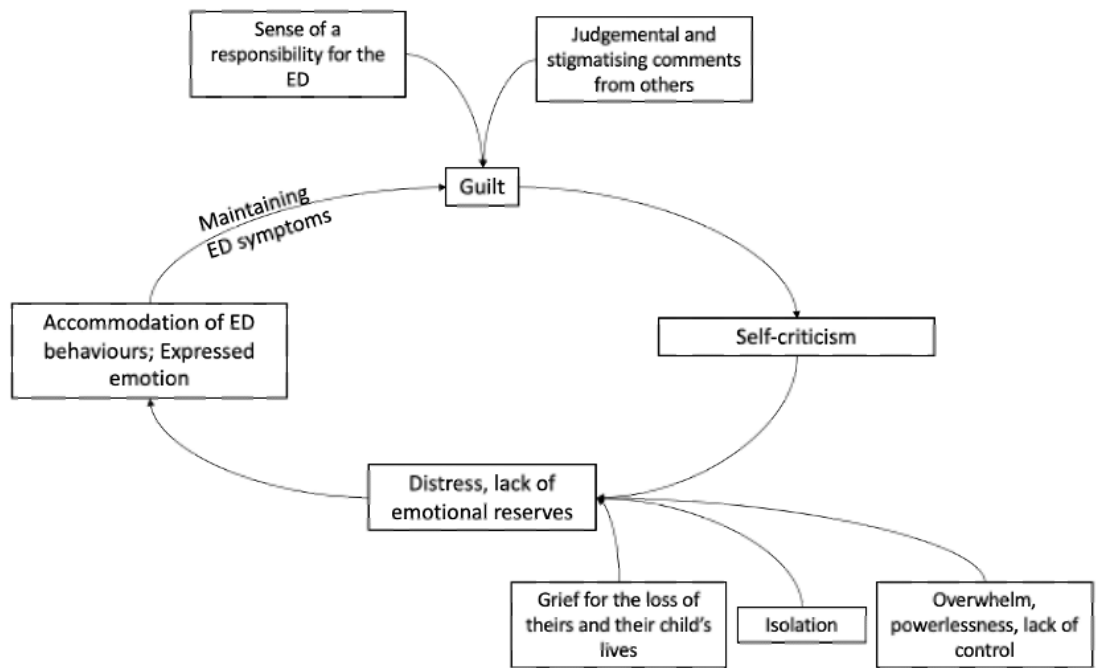 Sense of a
responsibility for the
ED
Judgemental and
stigmatising comments
from others
Guilt
Maintaining
ED symptoms
Accommodation of ED
behaviours; Expressed
emotion
Self-criticism
Distress, lack of
emotional reserves
Grief for the loss of
theirs and their child's
lives
Isolation
Overwhelm,
powerlessness, lack of
control